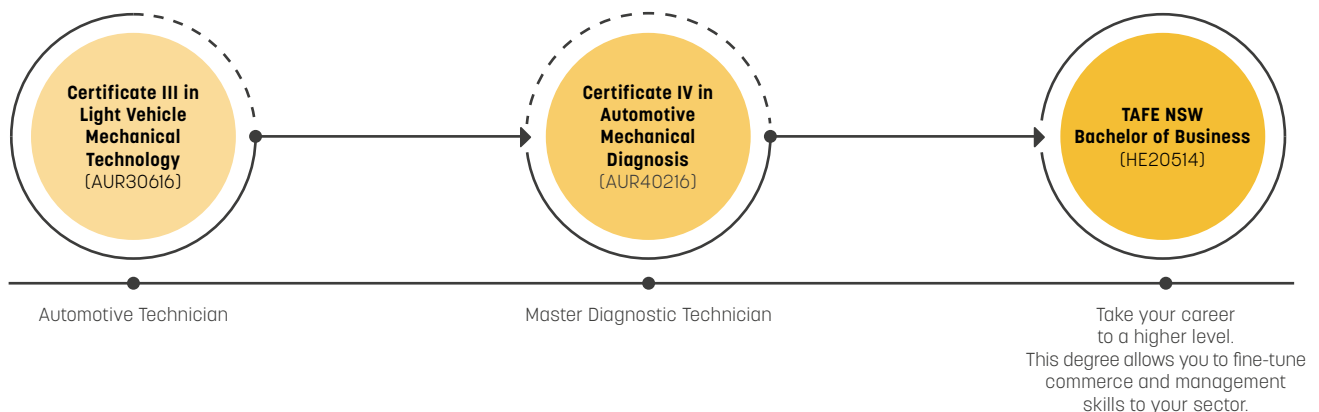 Certificate III in
Light Vehicle
Mechanical
Technology
(AUR30616)
Certificate IV in
Automotive
Mechanical
Diagnosis
(AUR40216)
TAFE NSW
Bachelor of Business
(HE20514)
Automotive Technician
Master Diagnostic Technician
Take your career
to a higher level.
This degree allows you to fine-tune
commerce and management
skills to your sector.